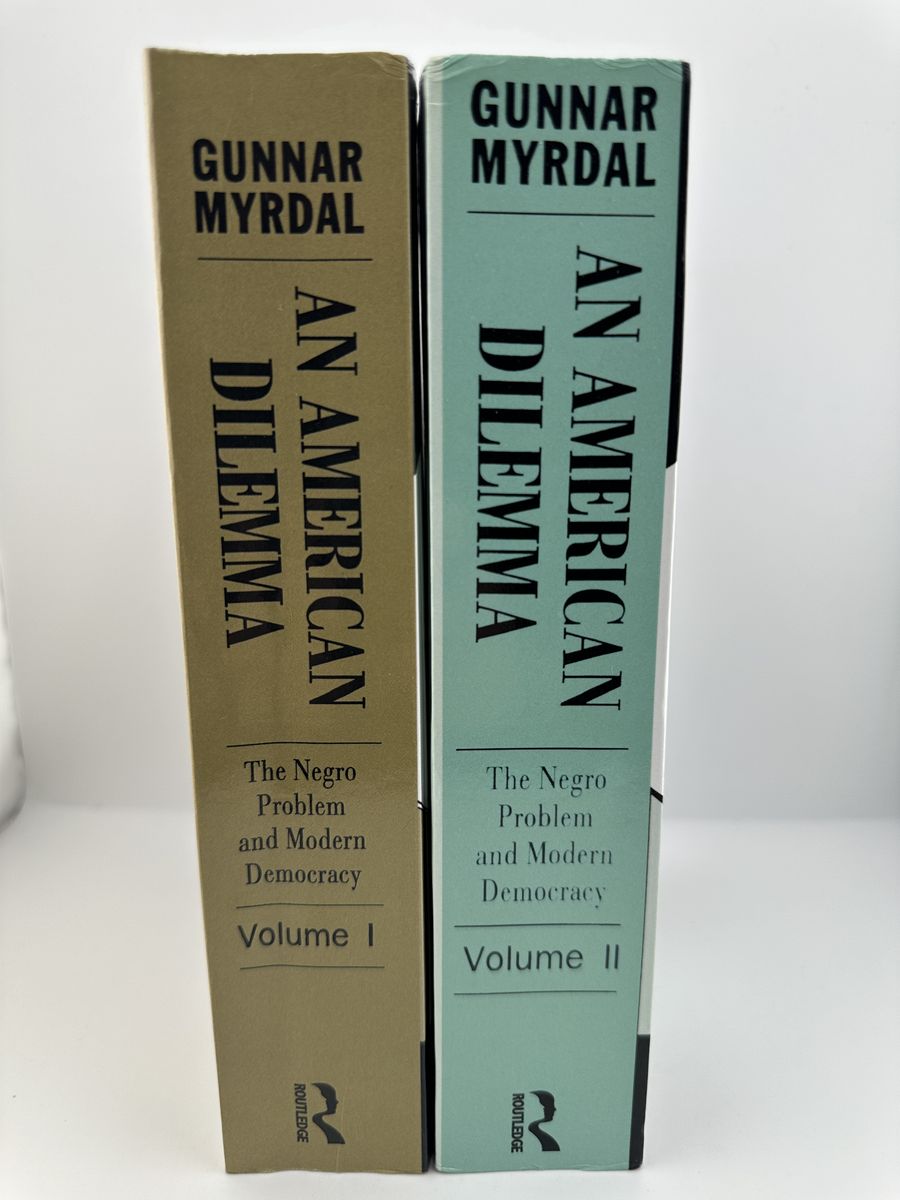 GUNNAR
MYRDAL
AN AMERICAN
DILEMMA
The Negro
Problem
and Modern
Democracy
Volume I
ROUTLEDGE
GUNNAR
MYRDAL
AN AMERICAN
DILEMMA
The Negro
Problem
and Modern
Democracy
Volume II
ROUTLEDGE